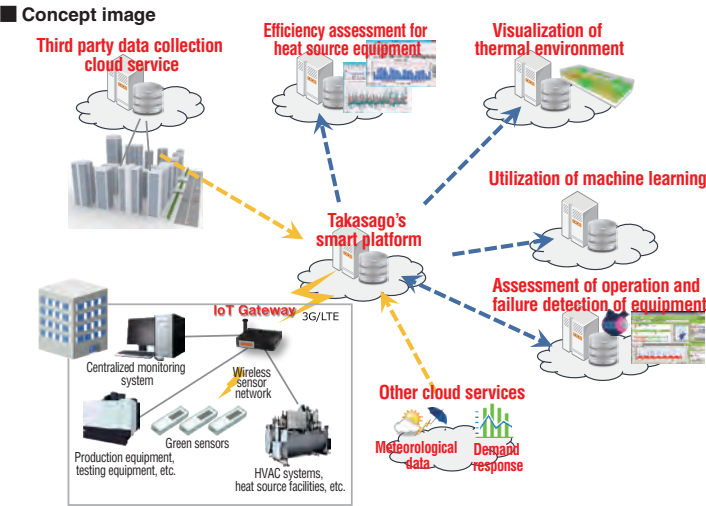 ■ Concept image
Third party data collection
cloud service
Efficiency assessment for
heat source equipment
Visualization of
thermal environment
Utilization of machine learning
Takasago's
smart platform
Assessment of operation and
failure detection of equipment
IoT Gateway
3G/LTE
Centralized monitoring
system
Wireless
sensor
network
Green sensors
Production equipment,
testing equipment, etc.
HVAC systems,
heat source facilities, etc.
Other cloud services
Meteorological
data
Demand
response